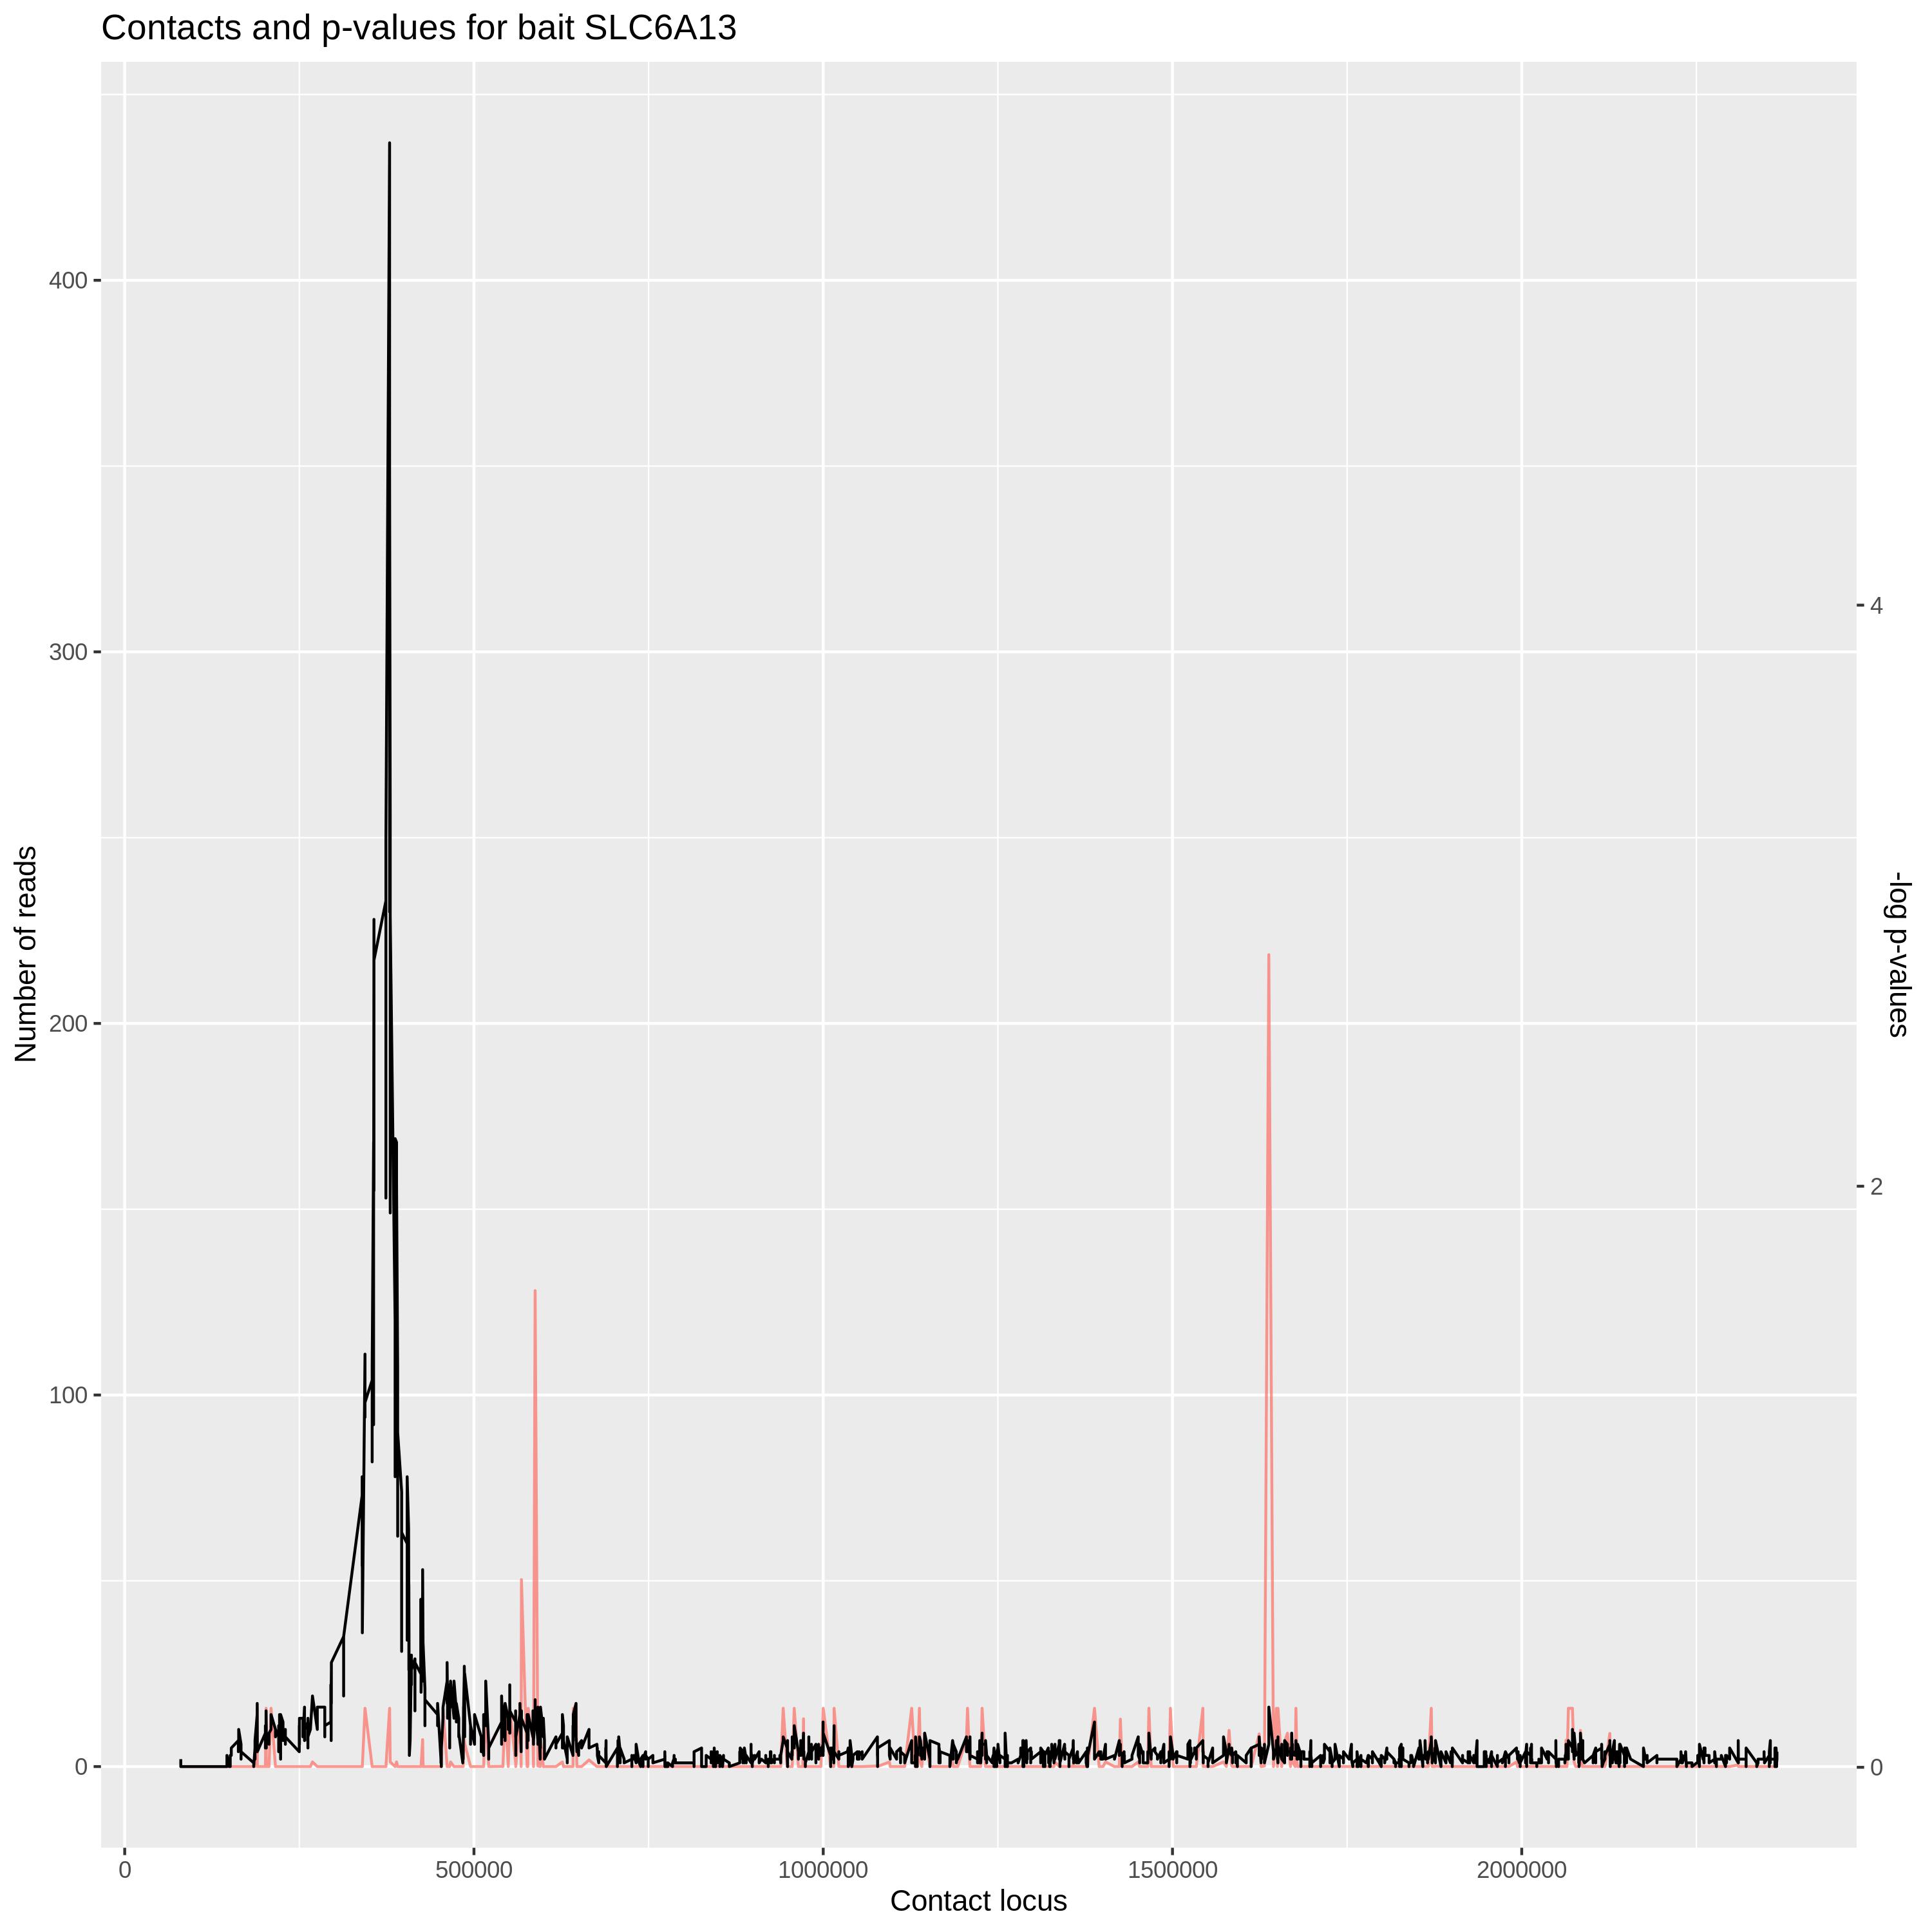 Contacts and p-values for bait SLC6A13
Number of reads
400
300
200
100
0
4
2
0
-log p-values
0 500000 1000000 1500000 2000000
Contact locus